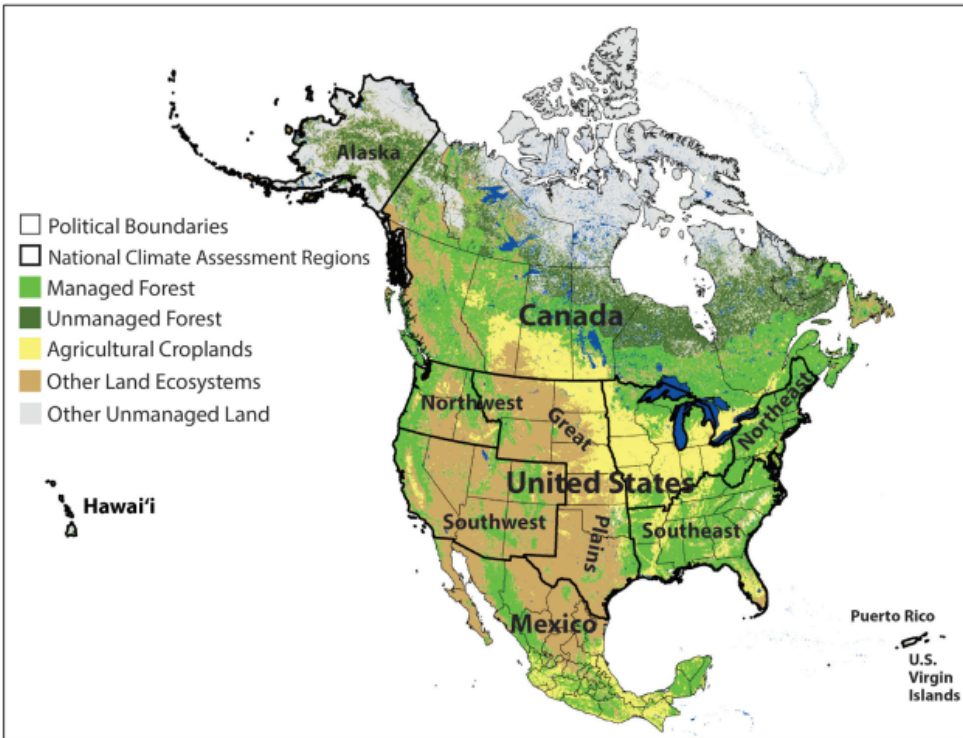 Alaska
Political Boundaries
National Climate Assessment Regions
Managed Forest
Unmanaged Forest
Agricultural Croplands
Other Land Ecosystems
Other Unmanaged Land
Canada
Northwest
Great
Northeast
United States
Hawai‘i
Southwest
Plains
Southeast
Mexico
Puerto Rico
U.S.
Virgin
Islands